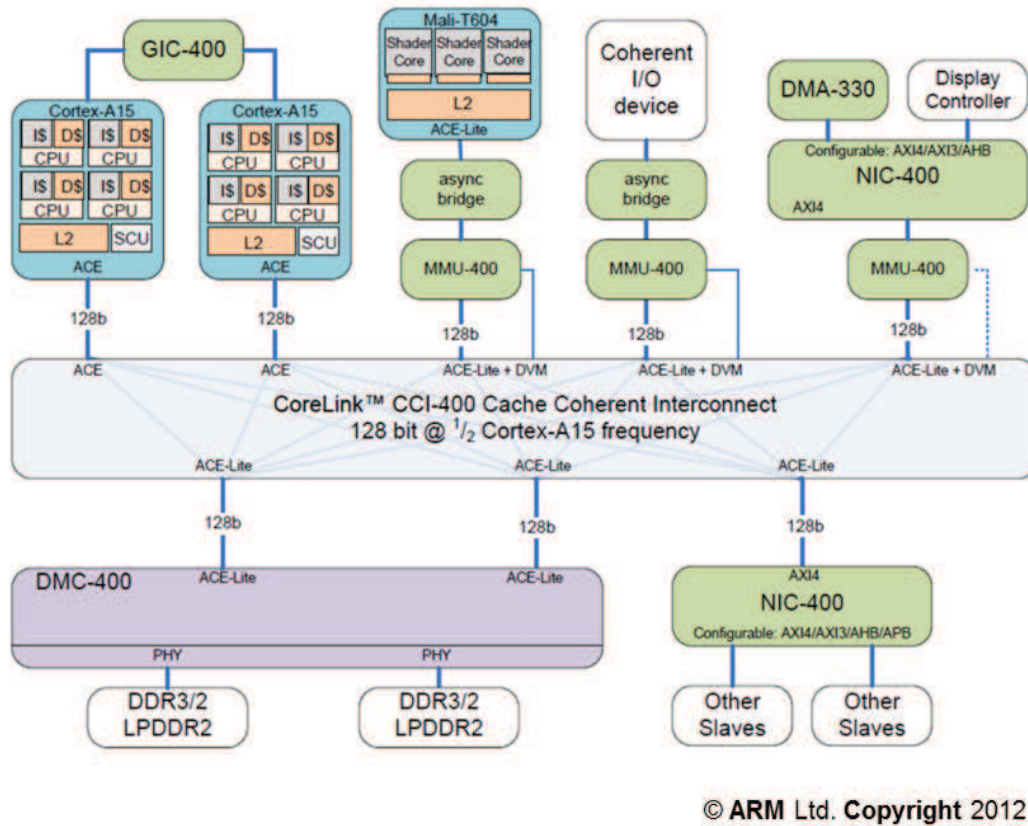 GIC-400
Cortex-A15
I$ D$ I$ D$
CPU CPU
I$ D$ I$ D$
CPU CPU
L2 SCU
ACE
Cortex-A15
I$ D$ I$ D$
CPU CPU
I$ D$ I$ D$
CPU CPU
L2 SCU
ACE
Mali-T604
Shader Shader Shader
Core Core Core
L2
ACE-Lite
Coherent
I/O
device
DMA-330
Display
Controller
Configurable: AXI4/AXI3/AHB
NIC-400
AXI4
async
bridge
async
bridge
MMU-400
MMU-400
MMU-400
128b 128b 128b 128b 128b
ACE ACE ACE-Lite + DVM ACE-Lite + DVM ACE-Lite + DVM
CoreLink™ CCI-400 Cache Coherent Interconnect
128 bit @ 1/2 Cortex-A15 frequency
ACE-Lite ACE-Lite ACE-Lite
128b 128b 128b
DMC-400
ACE-Lite ACE-Lite
PHY PHY
DDR3/2
LPDDR2
DDR3/2
LPDDR2
AXI4
NIC-400
Configurable: AXI4/AXI3/AHB/APB
Other
Slaves
Other
Slaves
© ARM Ltd. Copyright 2012